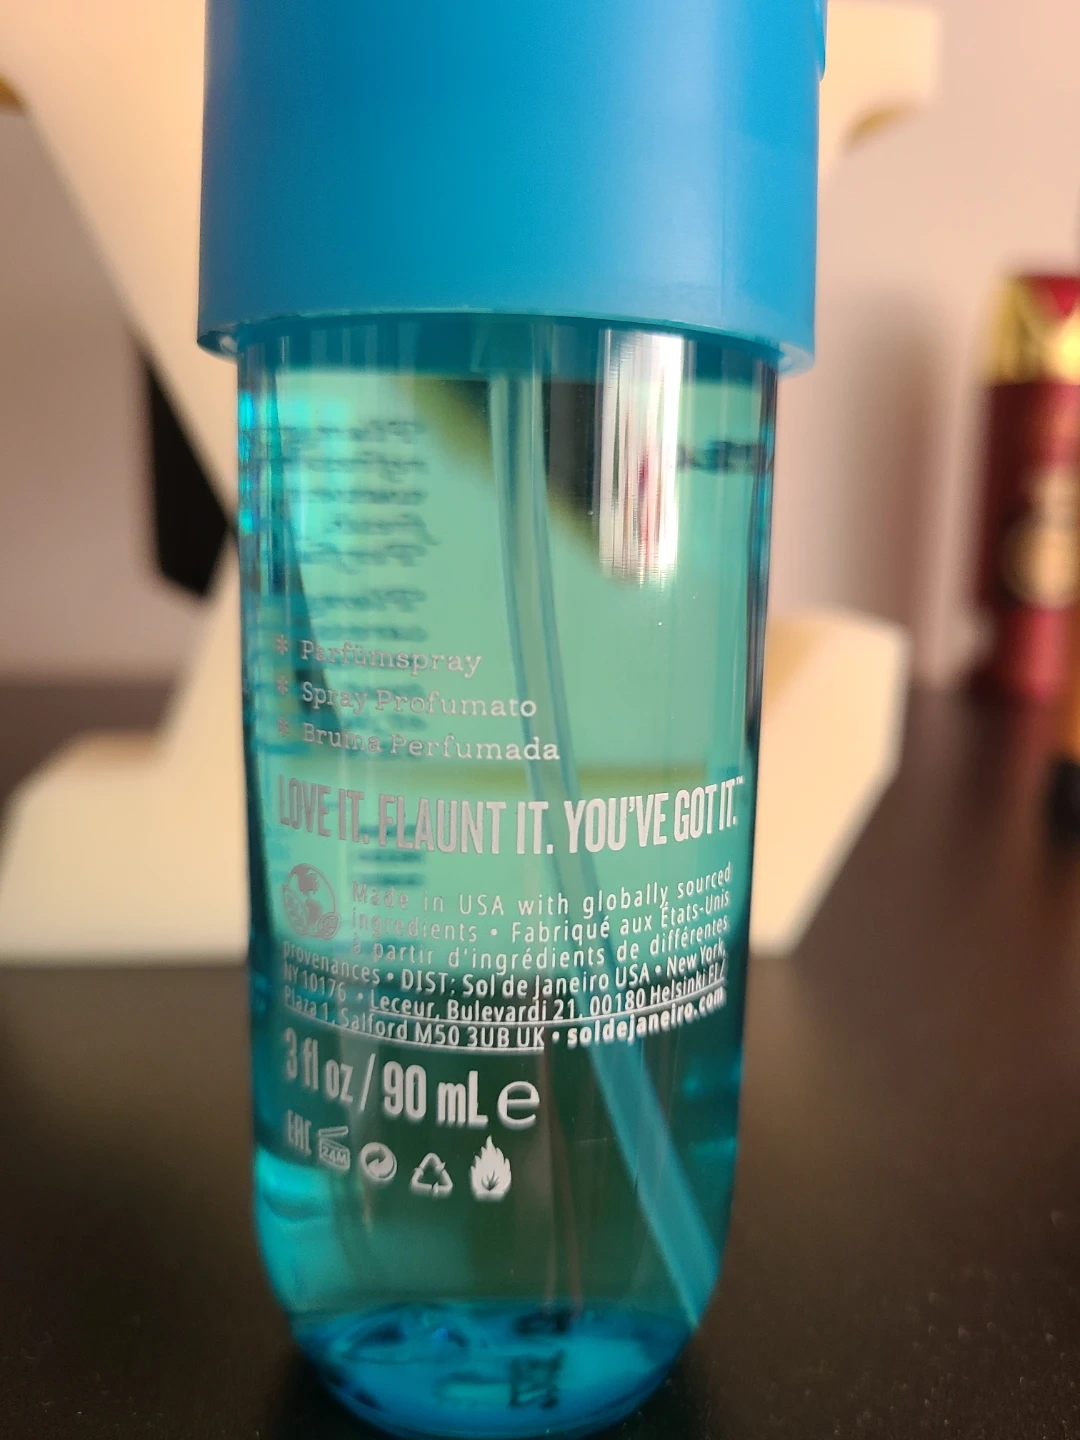 * Parfümspray
* Spray Profumato
* Bruma Perfumada
LOVE IT. FLAUNT IT. YOU'VE GOT IT.™
Made in USA with globally sourced
ingredients • Fabriqué aux États-Unis
à partir d'ingrédients de différentes
provenances • DIST: Sol de Janeiro USA • New York,
NY 10176 • Leceur, Bulevardi 21, 00180 Helsinki FI /
Plaza 1, Salford M50 3UB UK • soldejaneiro.com
3 fl oz / 90 mL e
EAC 24M